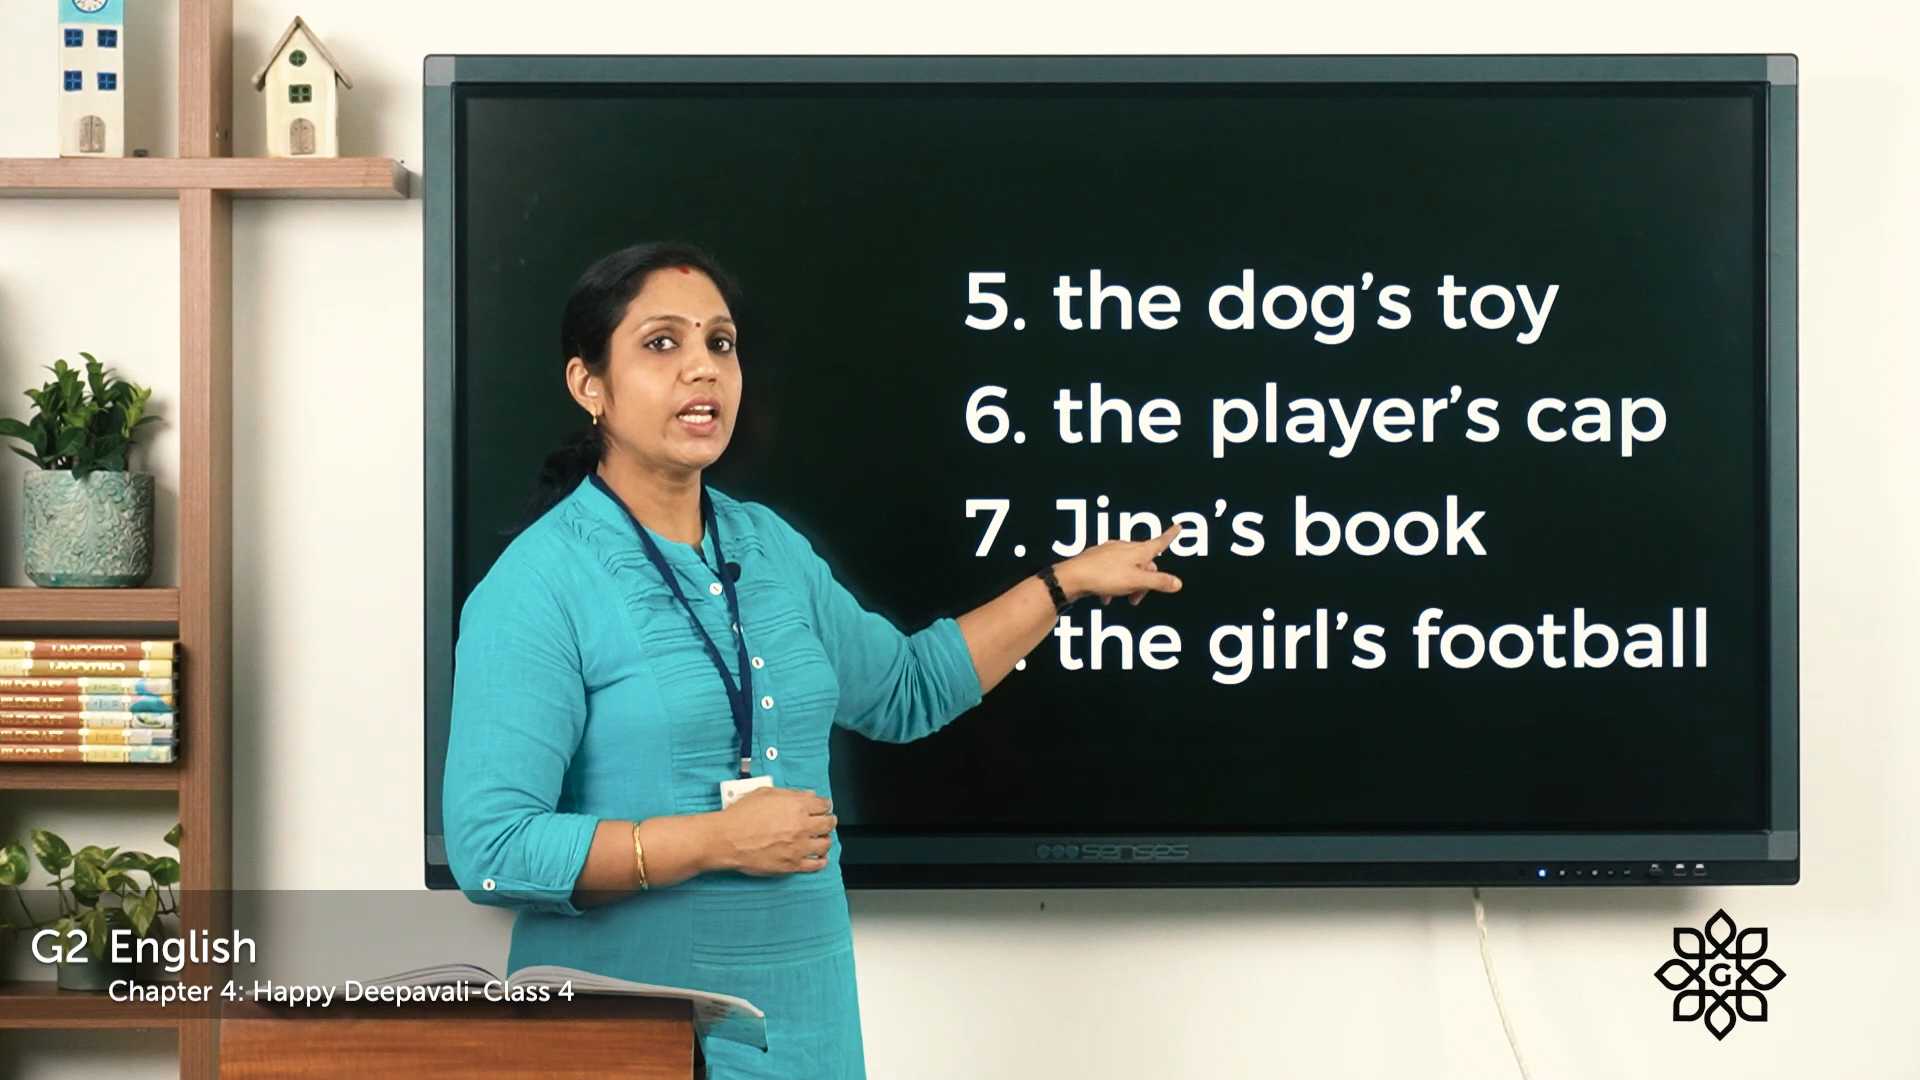 5. the dog’s toy
6. the player’s cap
7. Jina’s book
. the girl’s football
senses
G2 English
Chapter 4: Happy Deepavali-Class 4
G